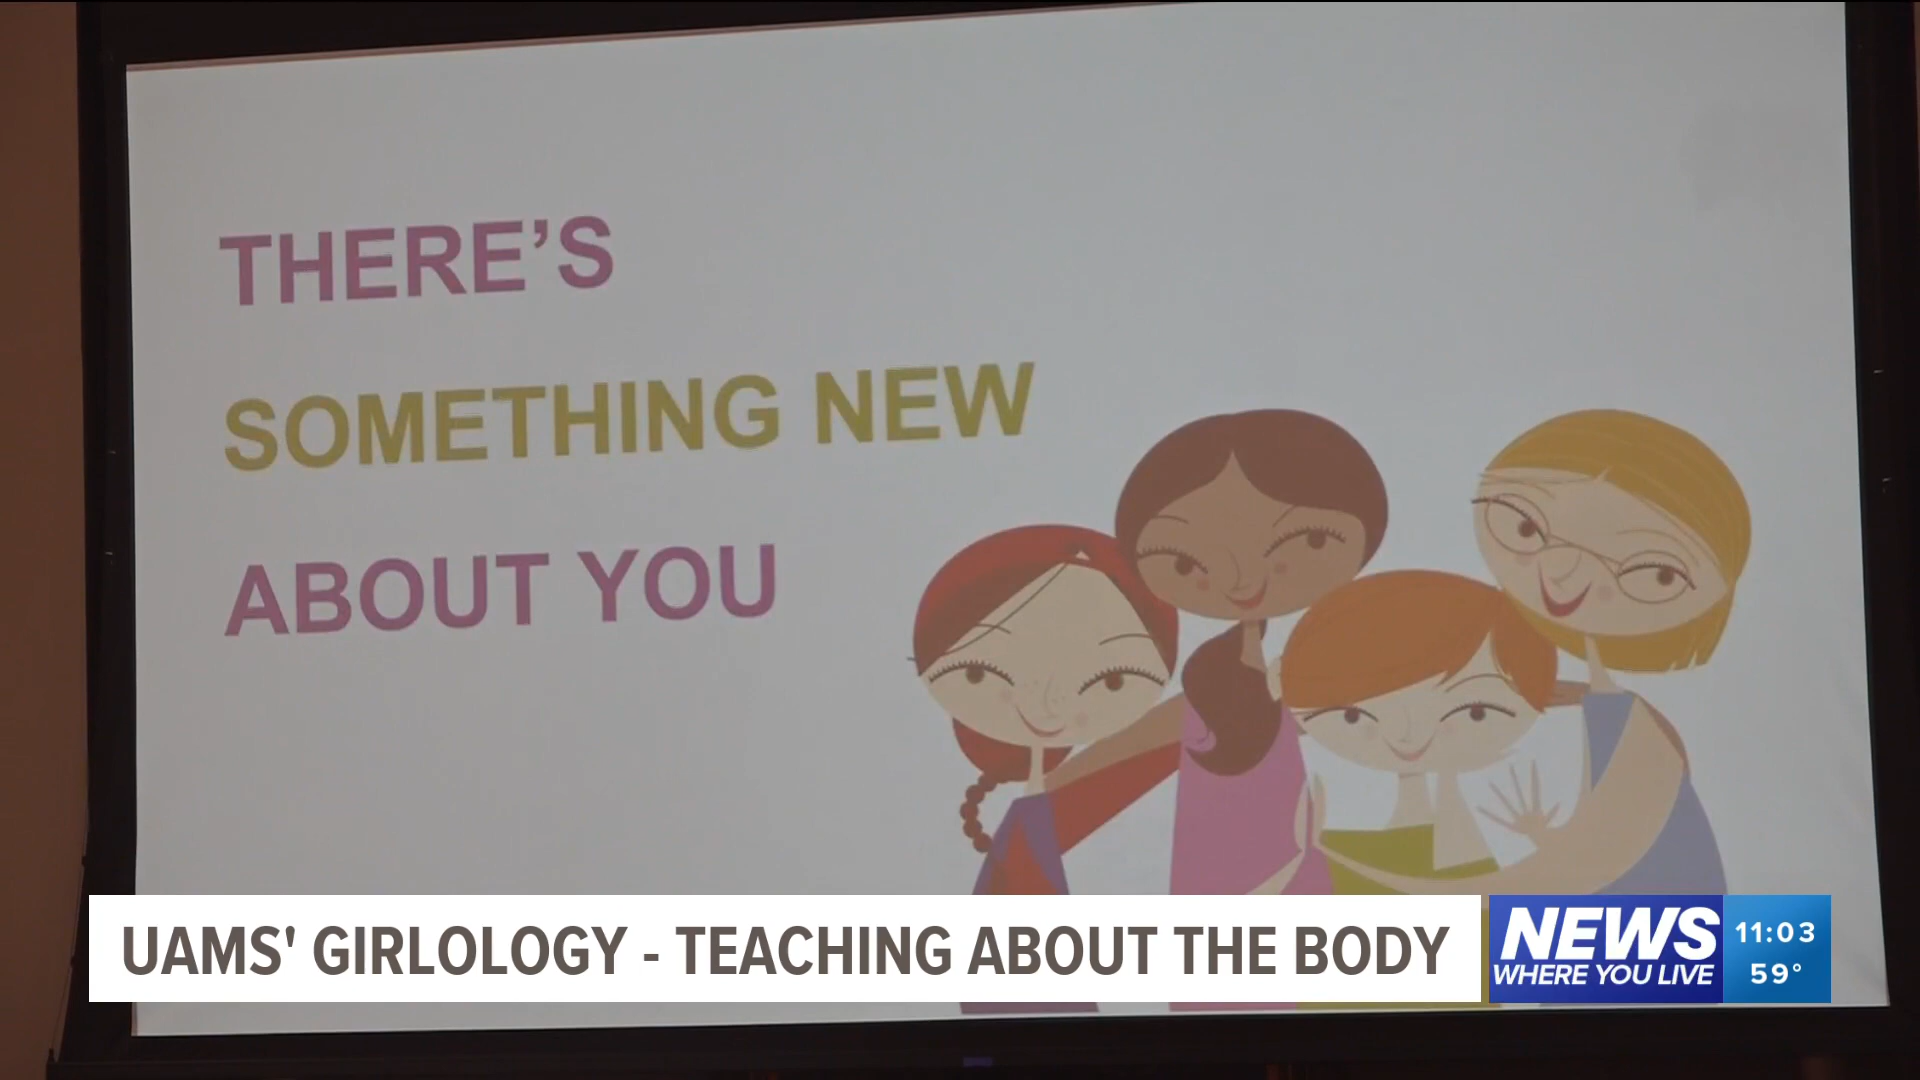 THERE'S
SOMETHING NEW
ABOUT YOU
UAMS' GIRLOLOGY - TEACHING ABOUT THE BODY
NEWS
WHERE YOU LIVE
11:03
59°